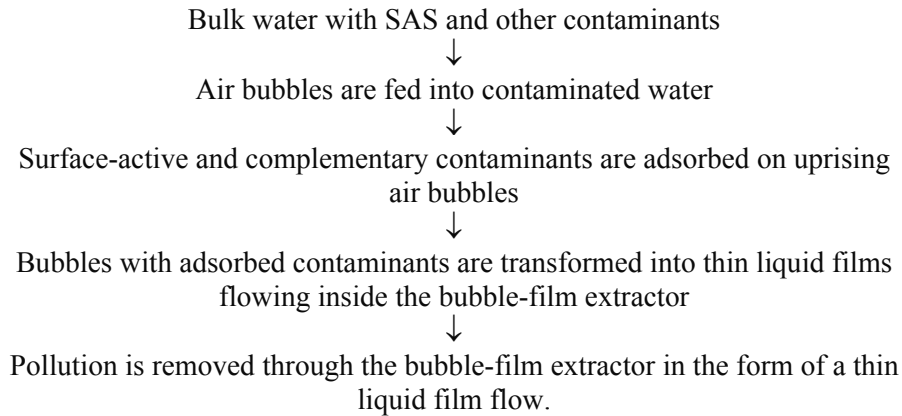 Bulk water with SAS and other contaminants
↓
Air bubbles are fed into contaminated water
↓
Surface-active and complementary contaminants are adsorbed on uprising
air bubbles
↓
Bubbles with adsorbed contaminants are transformed into thin liquid films
flowing inside the bubble-film extractor
↓
Pollution is removed through the bubble-film extractor in the form of a thin
liquid film flow.